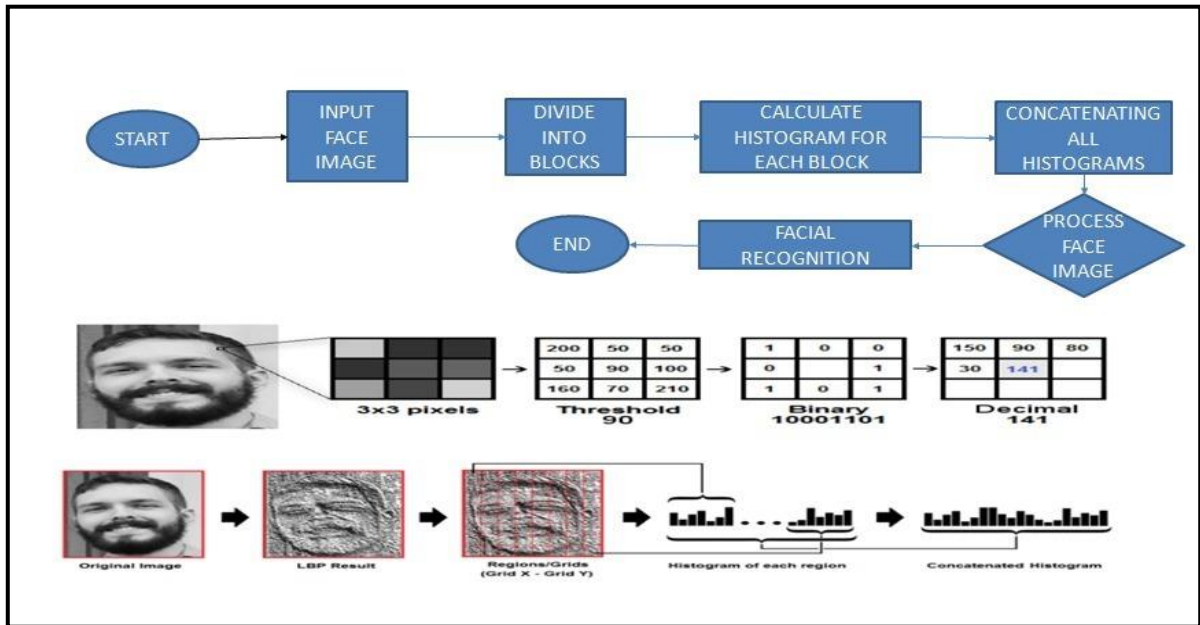 START
INPUT
FACE
IMAGE
DIVIDE
INTO
BLOCKS
CALCULATE
HISTOGRAM FOR
EACH BLOCK
CONCATENATING
ALL
HISTOGRAMS
PROCESS
FACE
IMAGE
FACIAL
RECOGNITION
END
3x3 pixels
200 50 50
50 90 100
160 70 210
Threshold
90
1 0 0
0 1
1 0 1
Binary
10001101
150 90 80
30 141
Decimal
141
Original Image
LBP Result
Regions/Grids
(Grid X - Grid Y)
Histogram of each region
Concatenated Histogram